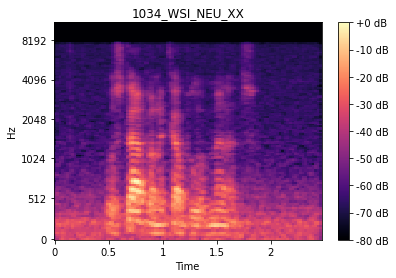 1034_WSI_NEU_XX
+0 dB
8192
-10 dB
4096
-20 dB
-30 dB
2048
Hz
-40 dB
1024
-50 dB
512
-60 dB
-70 dB
0
-80 dB
0 0.5 1 1.5 2
Time